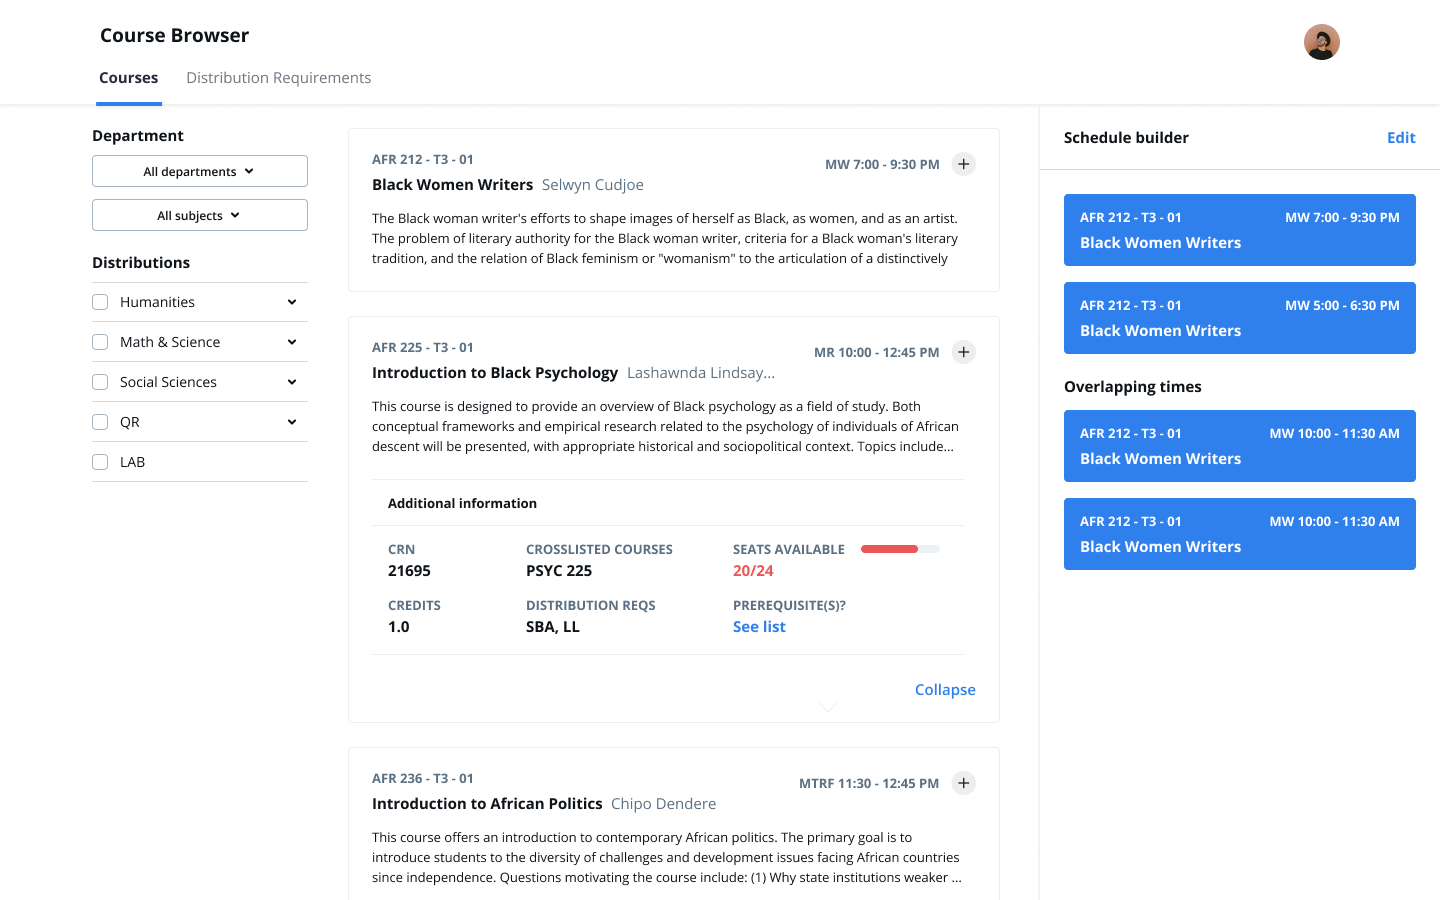 Course Browser
Courses
Distribution Requirements
Department
All departments
All subjects
Distributions
Humanities
Math & Science
Social Sciences
QR
LAB
AFR 212 - T3 - 01
MW 7:00 - 9:30 PM
Black Women Writers Selwyn Cudjoe
The Black woman writer's efforts to shape images of herself as Black, as women, and as an artist.
The problem of literary authority for the Black woman writer, criteria for a Black woman's literary
tradition, and the relation of Black feminism or "womanism" to the articulation of a distinctively
AFR 225 - T3 - 01
MR 10:00 - 12:45 PM
Introduction to Black Psychology Lashawnda Lindsay...
This course is designed to provide an overview of Black psychology as a field of study. Both
conceptual frameworks and empirical research related to the psychology of individuals of African
descent will be presented, with appropriate historical and sociopolitical context. Topics include...
Additional information
CRN
21695
CROSSLISTED COURSES
PSYC 225
SEATS AVAILABLE
20/24
CREDITS
1.0
DISTRIBUTION REQS
SBA, LL
PREREQUISITE(S)?
See list
Collapse
AFR 236 - T3 - 01
MTRF 11:30 - 12:45 PM
Introduction to African Politics Chipo Dendere
This course offers an introduction to contemporary African politics. The primary goal is to
introduce students to the diversity of challenges and development issues facing African countries
since independence. Questions motivating the course include: (1) Why state institutions weaker ...
Schedule builder
Edit
AFR 212 - T3 - 01
MW 7:00 - 9:30 PM
Black Women Writers
AFR 212 - T3 - 01
MW 5:00 - 6:30 PM
Black Women Writers
Overlapping times
AFR 212 - T3 - 01
MW 10:00 - 11:30 AM
Black Women Writers
AFR 212 - T3 - 01
MW 10:00 - 11:30 AM
Black Women Writers